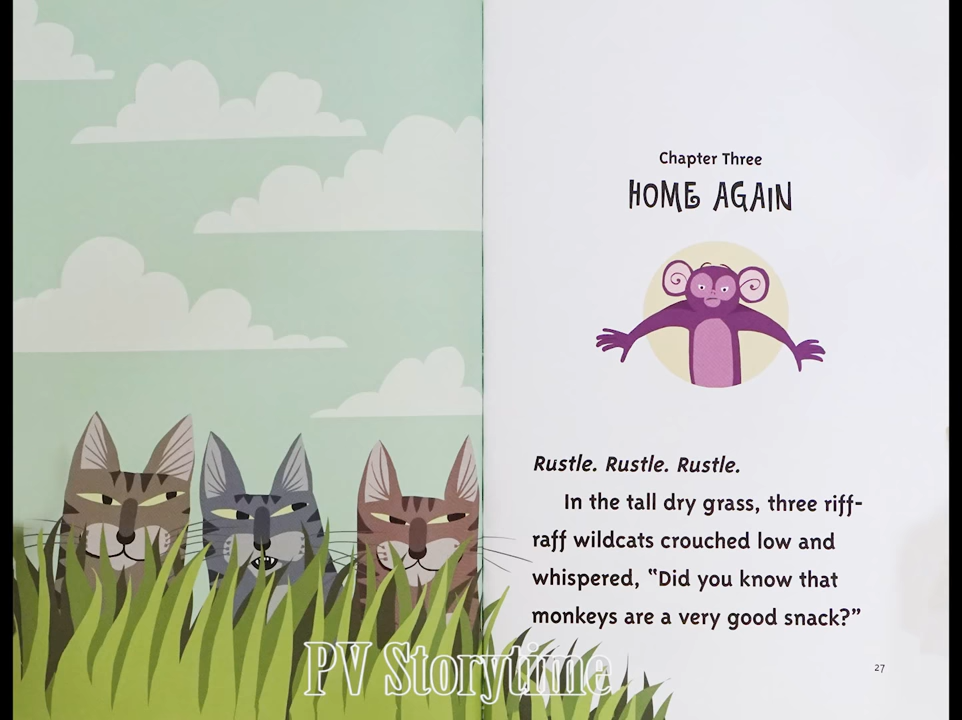 Chapter Three
HOME AGAIN
Rustle. Rustle. Rustle.
In the tall dry grass, three riff-
raff wildcats crouched low and
whispered, “Did you know that
monkeys are a very good snack?”
27
PV Storytime